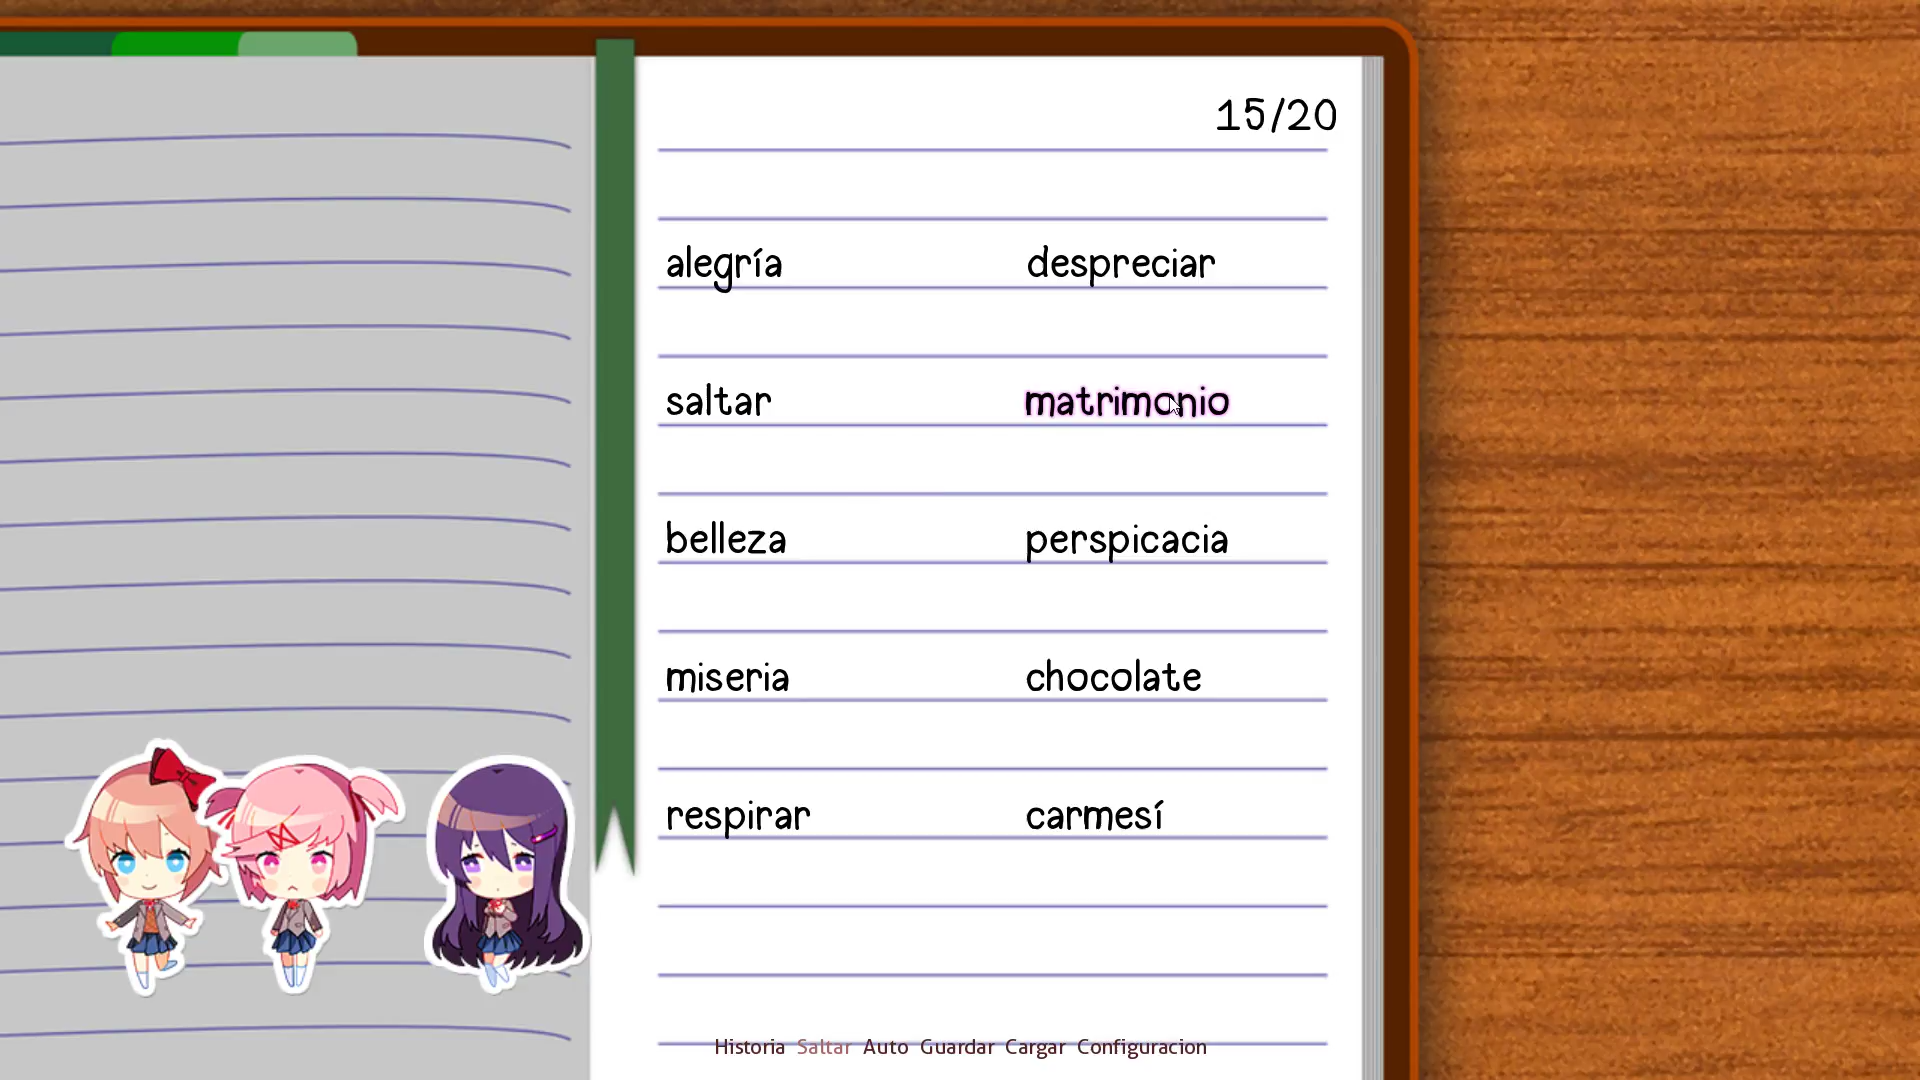 15/20
alegría despreciar
saltar matrimonio
belleza perspicacia
miseria chocolate
respirar carmesí
Historia Saltar Auto Guardar Cargar Configuracion